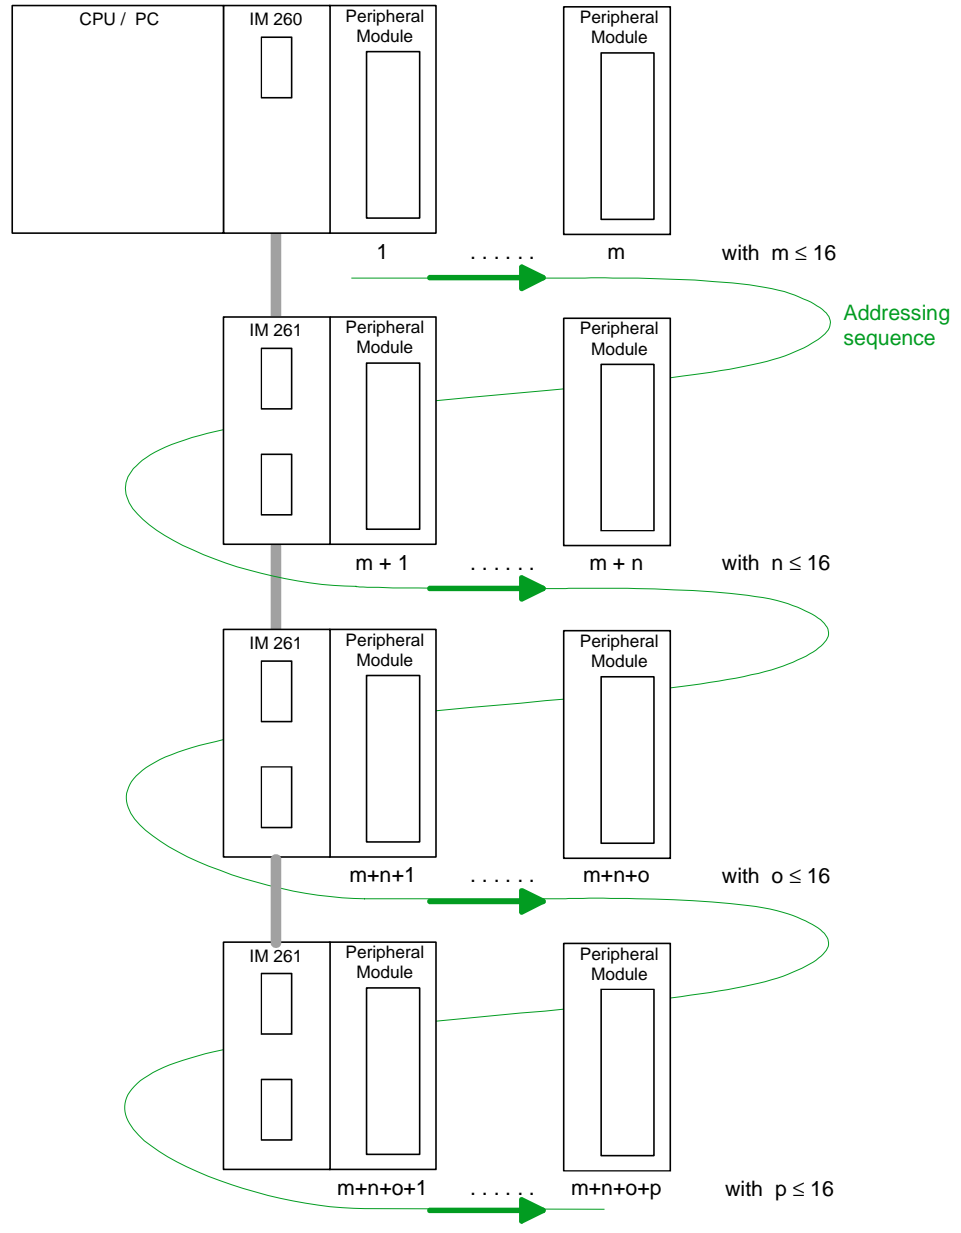 CPU / PC
IM 260
Peripheral
Module
Peripheral
Module
1
. . . . . .
m
with m ≤ 16
Addressing
sequence
IM 261
Peripheral
Module
Peripheral
Module
m + 1
. . . . . .
m + n
with n ≤ 16
IM 261
Peripheral
Module
Peripheral
Module
m+n+1
. . . . . .
m+n+o
with o ≤ 16
IM 261
Peripheral
Module
Peripheral
Module
m+n+o+1
. . . . . .
m+n+o+p
with p ≤ 16